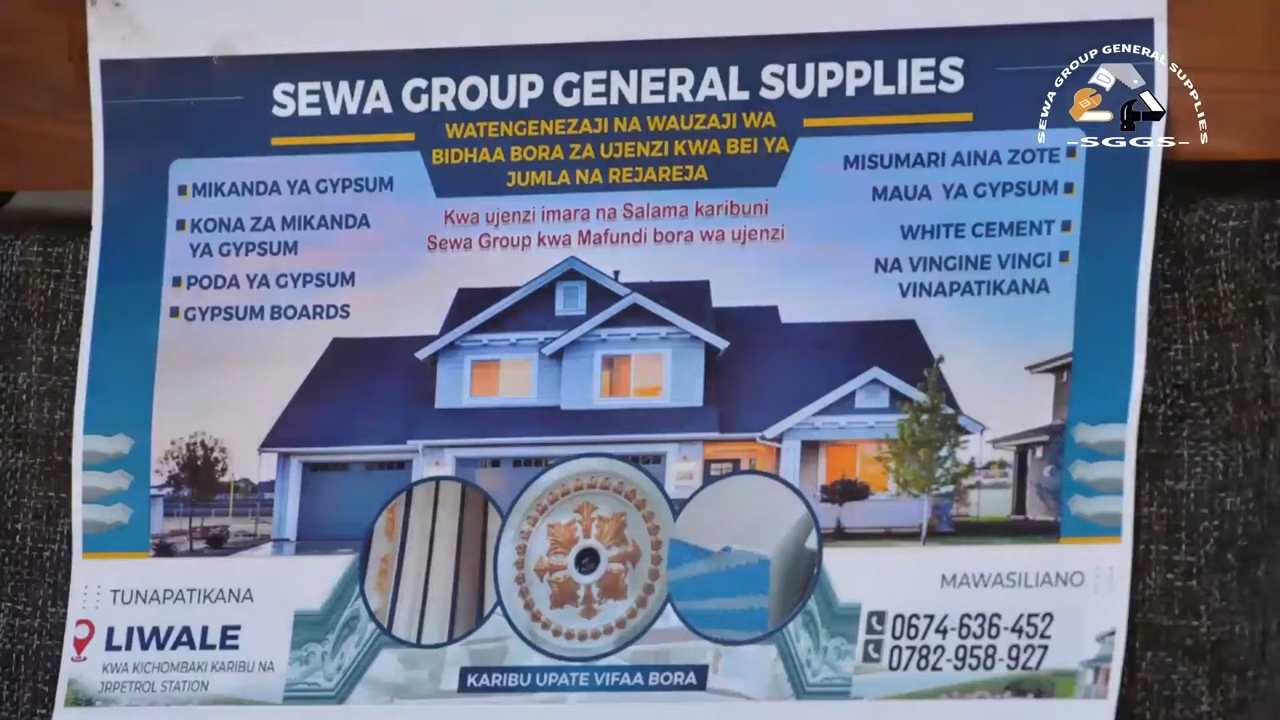 SEWA GROUP GENERAL SUPPLIES
WATENGENEZAJI NA WAUZAJI WA
BIDHAA BORA ZA UJENZI KWA BEI YA
JUMLA NA REJAREJA
Kwa ujenzi imara na Salama karibuni
Sewa Group kwa Mafundi bora wa ujenzi
MIKANDA YA GYPSUM
KONA ZA MIKANDA
YA GYPSUM
PODA YA GYPSUM
GYPSUM BOARDS
MISUMARI AINA ZOTE
MAUA YA GYPSUM
WHITE CEMENT
NA VINGINE VINGI
VINAPATIKANA
TUNAPATIKANA
LIWALE
KWA KICHOMBAKI KARIBU NA
JRPETROL STATION
KARIBU UPATE VIFAA BORA
MAWASILIANO
0674-636-452
0782-958-927
SEWA GROUP GENERAL SUPPLIES
-SGGS-